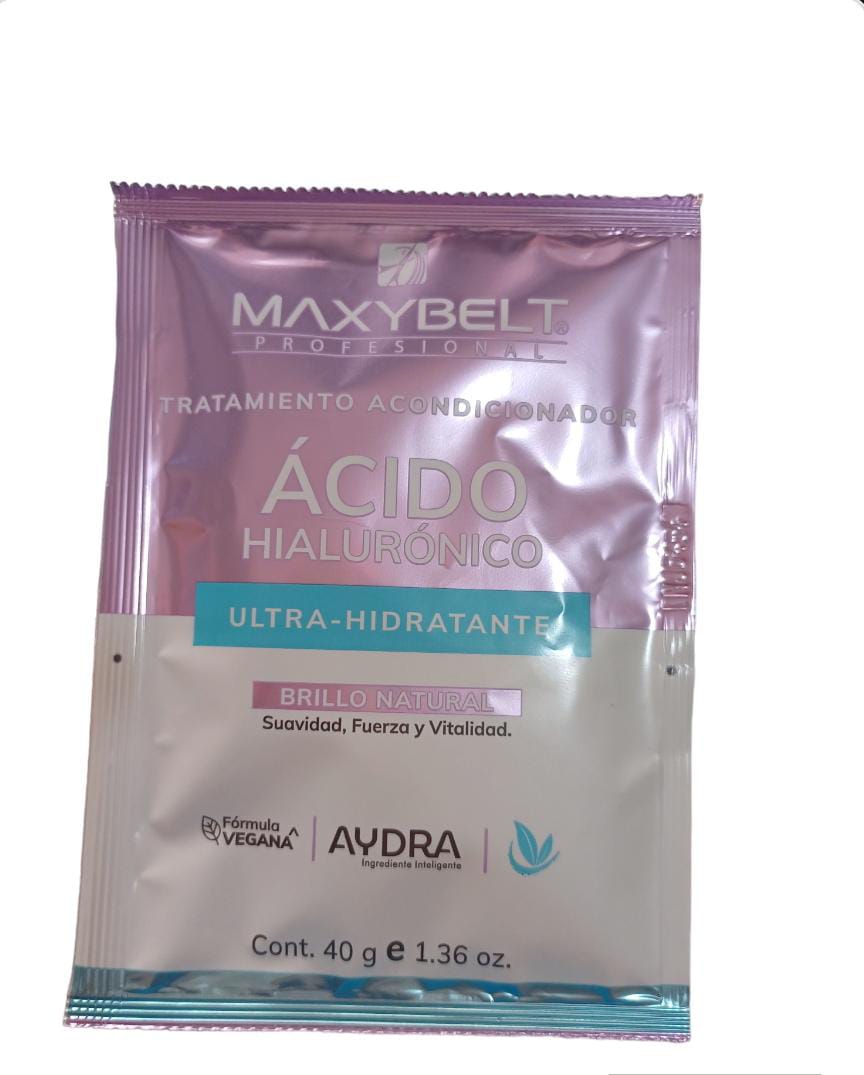 MAXYBELT®
PROFESIONAL
TRATAMIENTO ACONDICIONADOR
ÁCIDO
HIALURÓNICO
ULTRA-HIDRATANTE
BRILLO NATURAL
Suavidad, Fuerza y Vitalidad.
Fórmula
VEGANA^
AYDRA
Ingrediente Inteligente
Cont. 40 g e 1.36 oz.